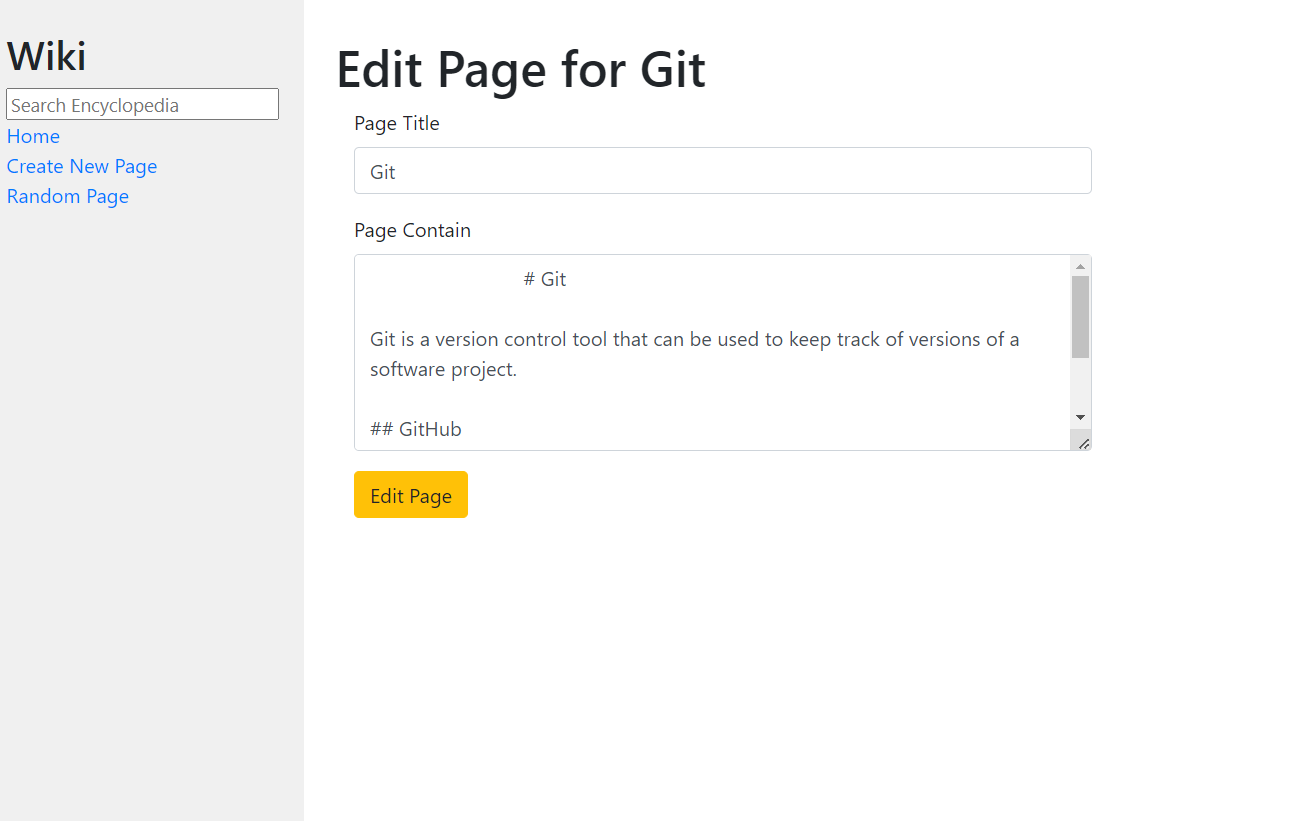 Wiki
Search Encyclopedia
Home
Create New Page
Random Page
Edit Page for Git
Page Title
Git
Page Contain
# Git
Git is a version control tool that can be used to keep track of versions of a
software project.
## GitHub
Edit Page